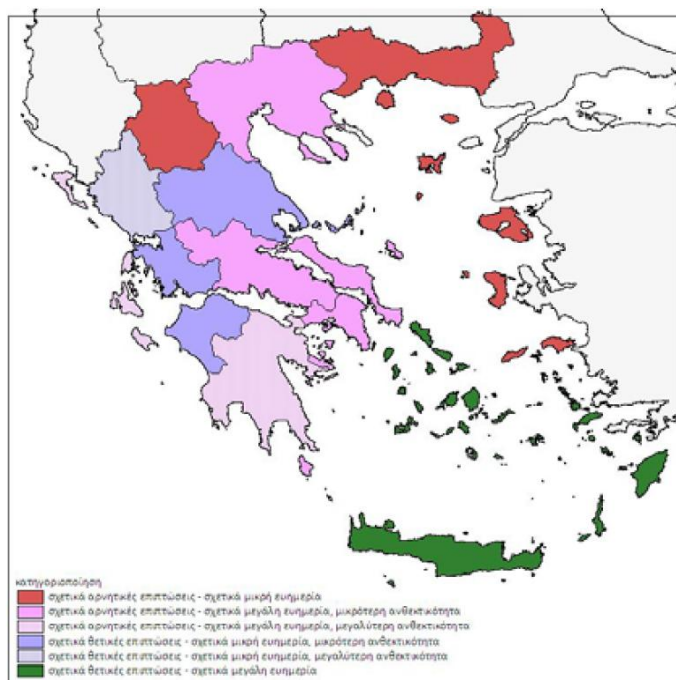 κατηγοριοποίηση
σχετικά αρνητικές επιπτώσεις - σχετικά μικρή ευημερία
σχετικά αρνητικές επιπτώσεις - σχετικά μεγάλη ευημερία, μικρότερη ανθεκτικότητα
σχετικά αρνητικές επιπτώσεις - σχετικά μεγάλη ευημερία, μεγαλύτερη ανθεκτικότητα
σχετικά θετικές επιπτώσεις - σχετικά μικρή ευημερία, μικρότερη ανθεκτικότητα
σχετικά θετικές επιπτώσεις - σχετικά μικρή ευημερία, μεγαλύτερη ανθεκτικότητα
σχετικά θετικές επιπτώσεις - σχετικά μεγάλη ευημερία